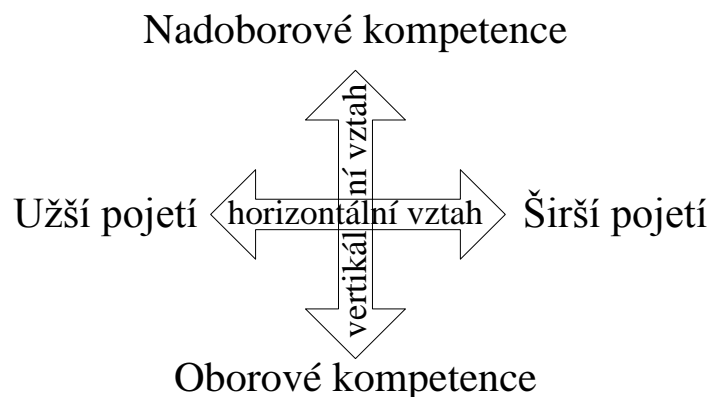 Nadoborové kompetence
vertikální vztah
Užší pojetí
horizontální vztah
Širší pojetí
Oborové kompetence